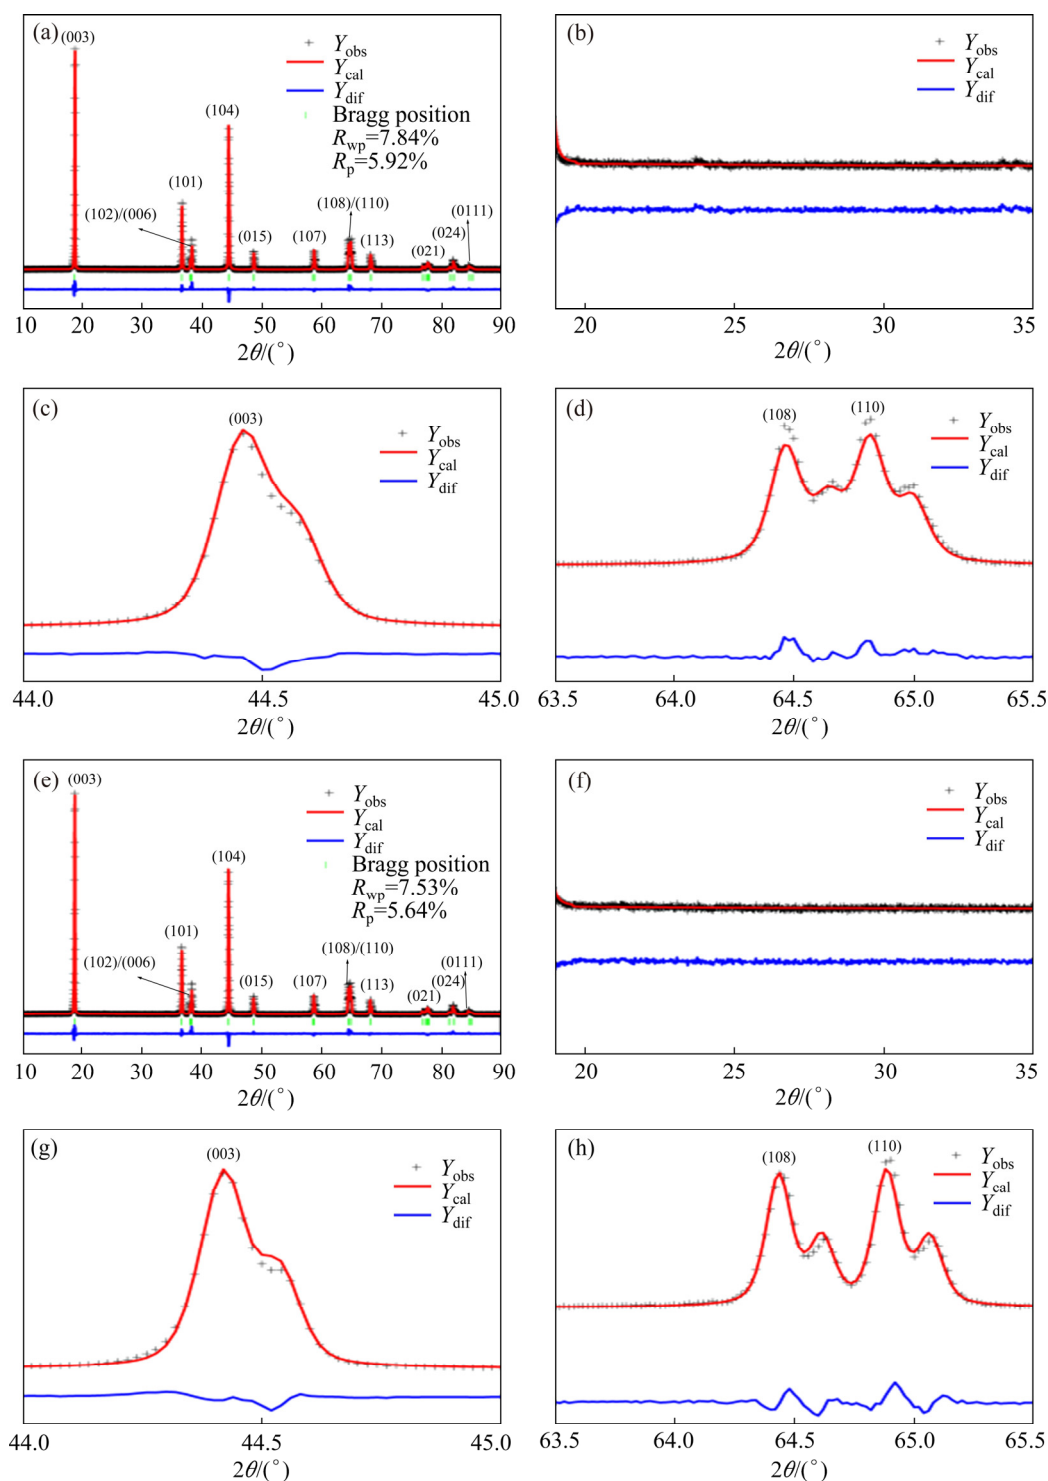 (a)
(003)
Yobs
Ycal
Ydif
Bragg position
Rwp=7.84%
Rp=5.92%
(104)
(101)
(102)/(006)
(015)
(107)
(108)/(110)
(113)
(021)
(024)
(0111)
10 20 30 40 50 60 70 80 90
2θ/(°)
(b)
Yobs
Ycal
Ydif
20 25 30 35
2θ/(°)
(c)
(003)
Yobs
Ycal
Ydif
44.0 44.5 45.0
2θ/(°)
(d)
(108)
(110)
Yobs
Ycal
Ydif
63.5 64.0 64.5 65.0 65.5
2θ/(°)
(e)
(003)
Yobs
Ycal
Ydif
Bragg position
Rwp=7.53%
Rp=5.64%
(104)
(101)
(102)/(006)
(015)
(107)
(108)/(110)
(113)
(021)
(024)
(0111)
10 20 30 40 50 60 70 80 90
2θ/(°)
(f)
Yobs
Ycal
Ydif
20 25 30 35
2θ/(°)
(g)
(003)
Yobs
Ycal
Ydif
44.0 44.5 45.0
2θ/(°)
(h)
(108)
(110)
Yobs
Ycal
Ydif
63.5 64.0 64.5 65.0 65.5
2θ/(°)